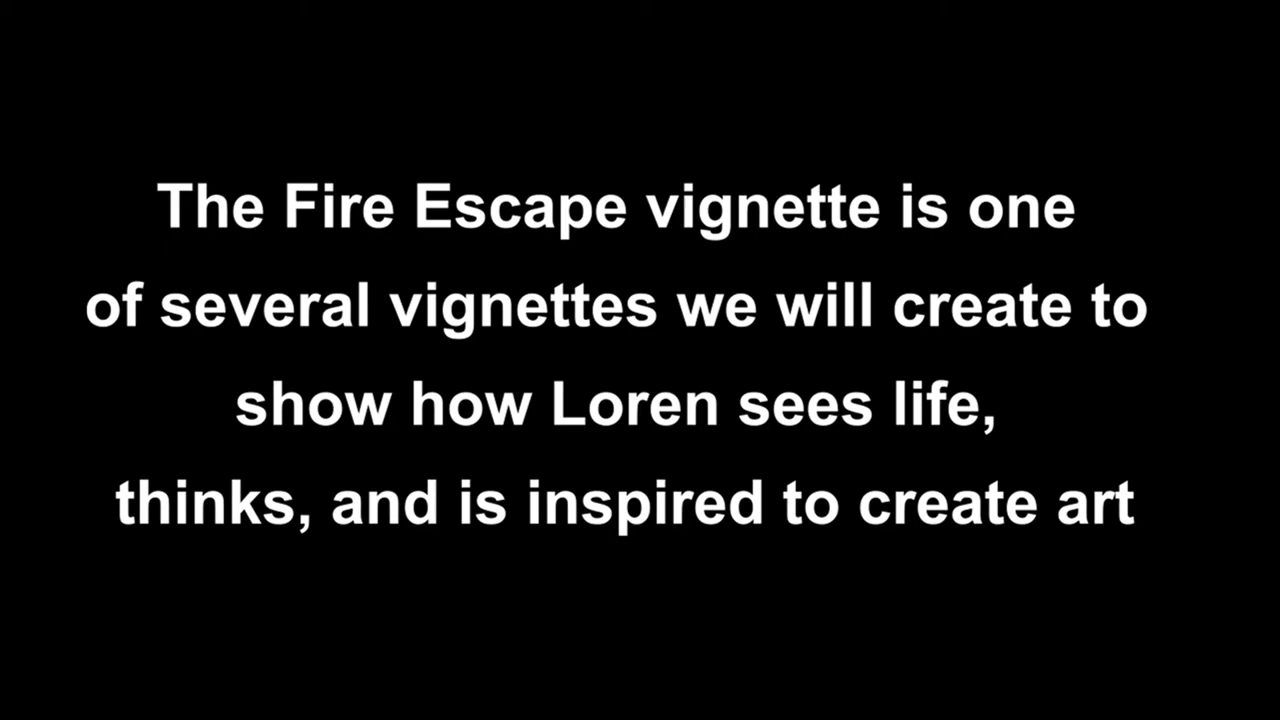 The Fire Escape vignette is one
of several vignettes we will create to
show how Loren sees life,
thinks, and is inspired to create art